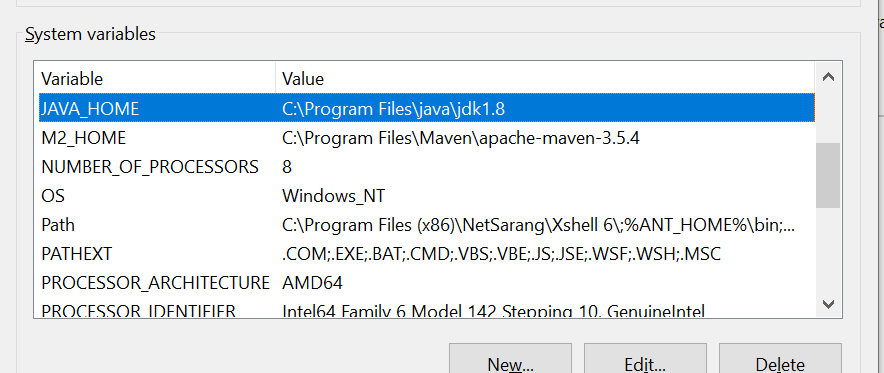 System variables
Variable Value
JAVA_HOME C:\Program Files\java\jdk1.8
M2_HOME C:\Program Files\Maven\apache-maven-3.5.4
NUMBER_OF_PROCESSORS 8
OS Windows_NT
Path C:\Program Files (x86)\NetSarang\Xshell 6\;%ANT_HOME%\bin;...
PATHEXT .COM;.EXE;.BAT;.CMD;.VBS;.VBE;.JS;.JSE;.WSF;.WSH;.MSC
PROCESSOR_ARCHITECTURE AMD64
PROCESSOR_IDENTIFIER Intel64 Family 6 Model 142 Stepping 10, GenuineIntel
New... Edit... Delete